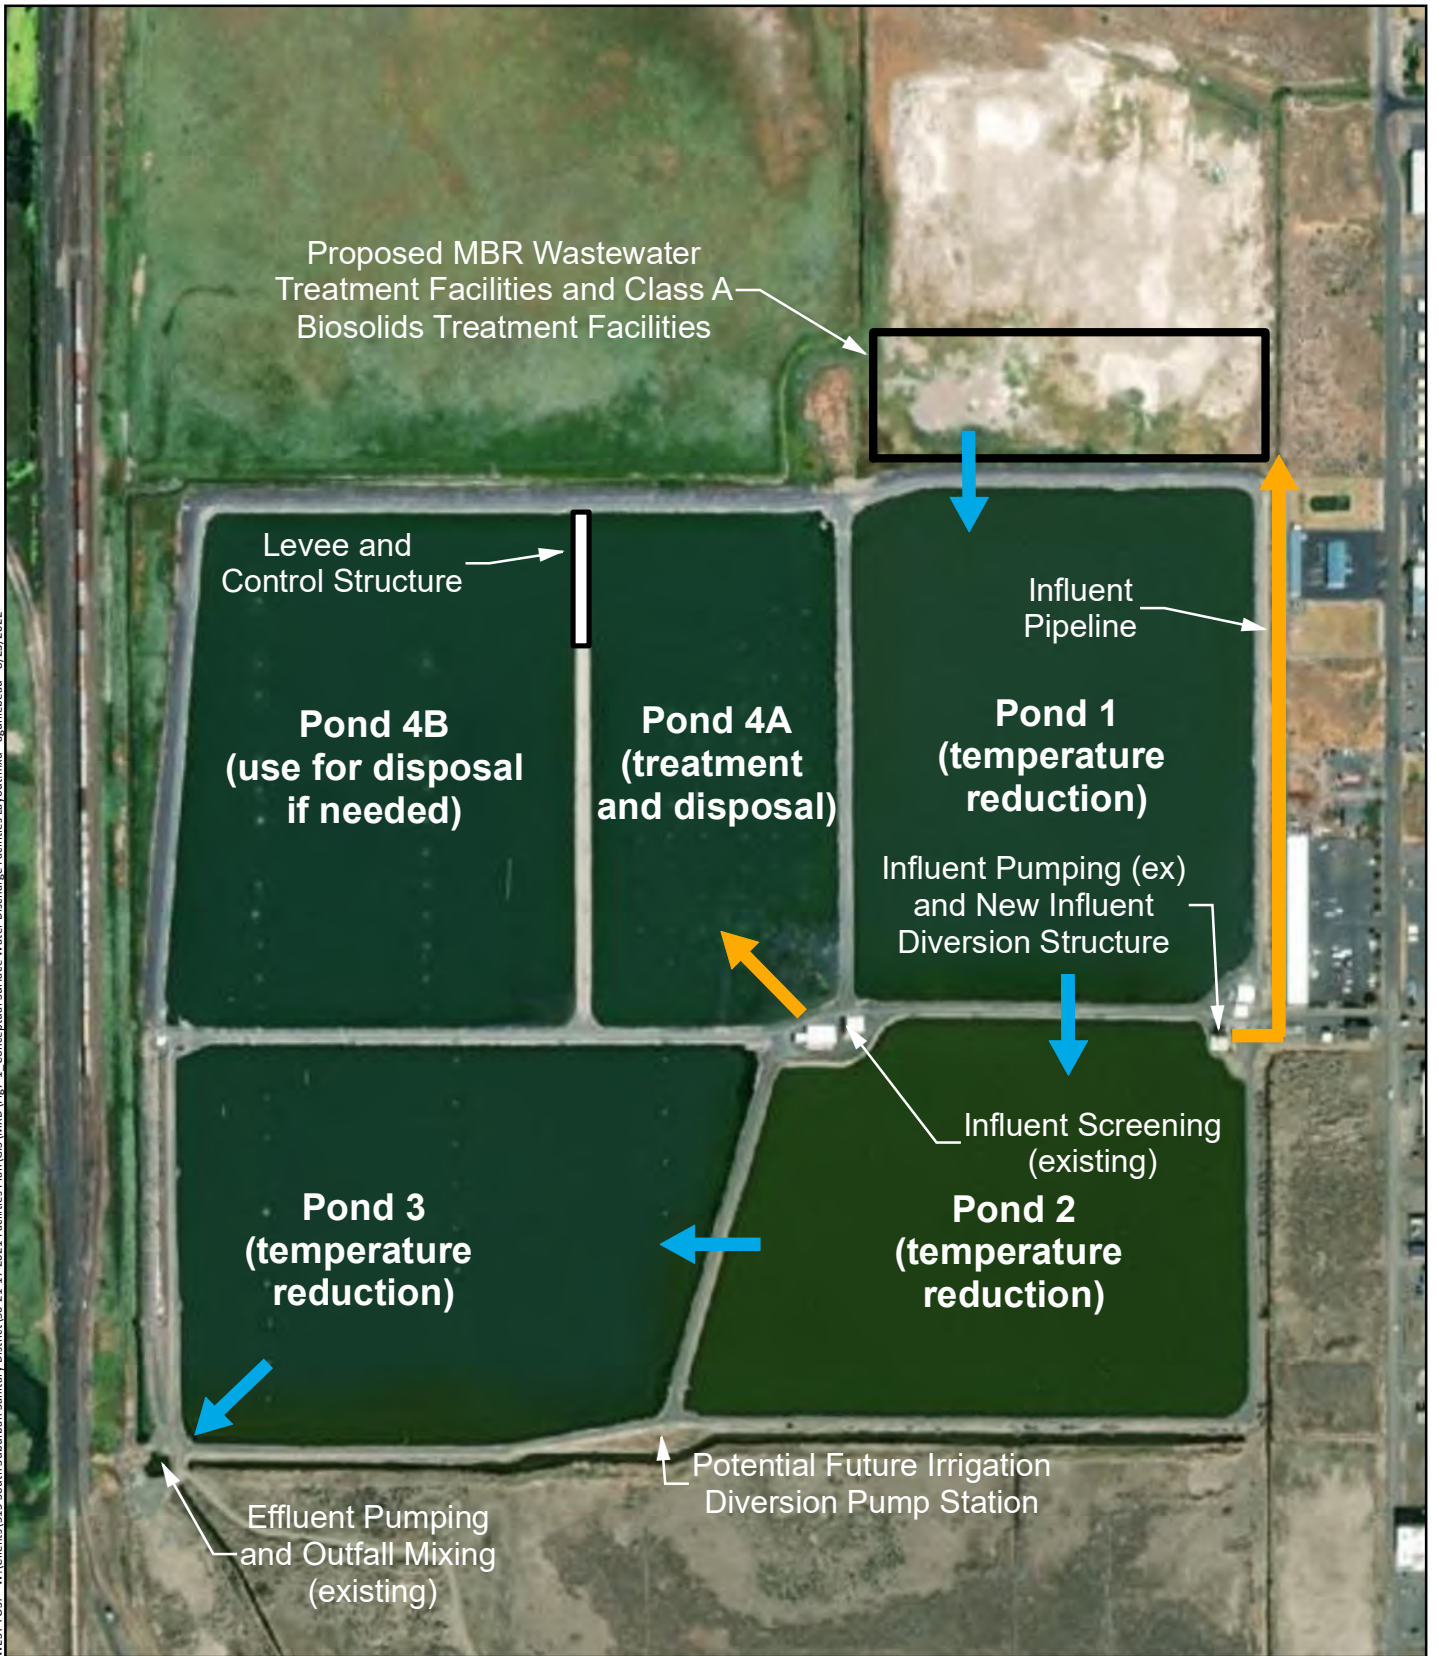 Proposed MBR Wastewater
Treatment Facilities and Class A
Biosolids Treatment Facilities
Levee and
Control Structure
Influent
Pipeline
Pond 4B
(use for disposal
if needed)
Pond 4A
(treatment
and disposal)
Pond 1
(temperature
reduction)
Influent Pumping (ex)
and New Influent
Diversion Structure
Influent Screening
(existing)
Pond 3
(temperature
reduction)
Pond 2
(temperature
reduction)
Potential Future Irrigation
Diversion Pump Station
Effluent Pumping
and Outfall Mixing
(existing)